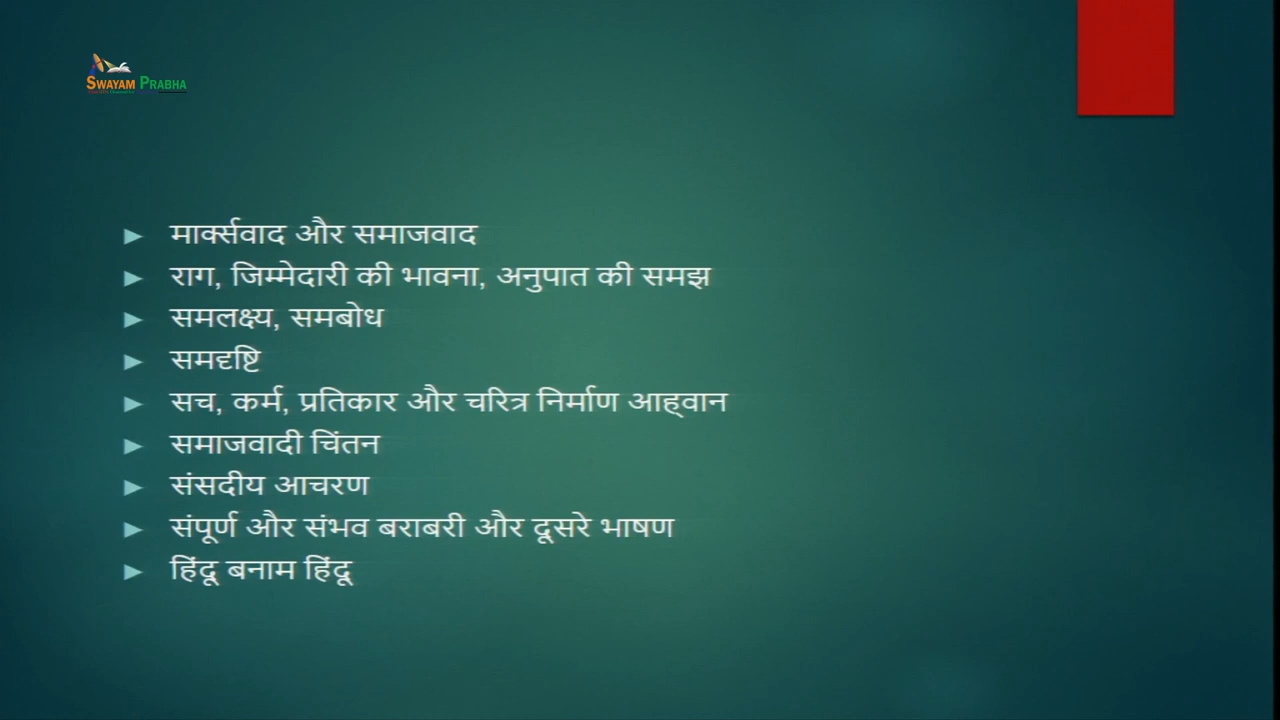 SWAYAM PRABHA
मार्क्सवाद और समाजवाद
राग, जिम्मेदारी की भावना, अनुपात की समझ
समलक्ष्य, समबोध
समदृष्टि
सच, कर्म, प्रतिकार और चरित्र निर्माण आह्‌वान
समाजवादी चिंतन
संसदीय आचरण
संपूर्ण और संभव बराबरी और दूसरे भाषण
हिंदू बनाम हिंदू